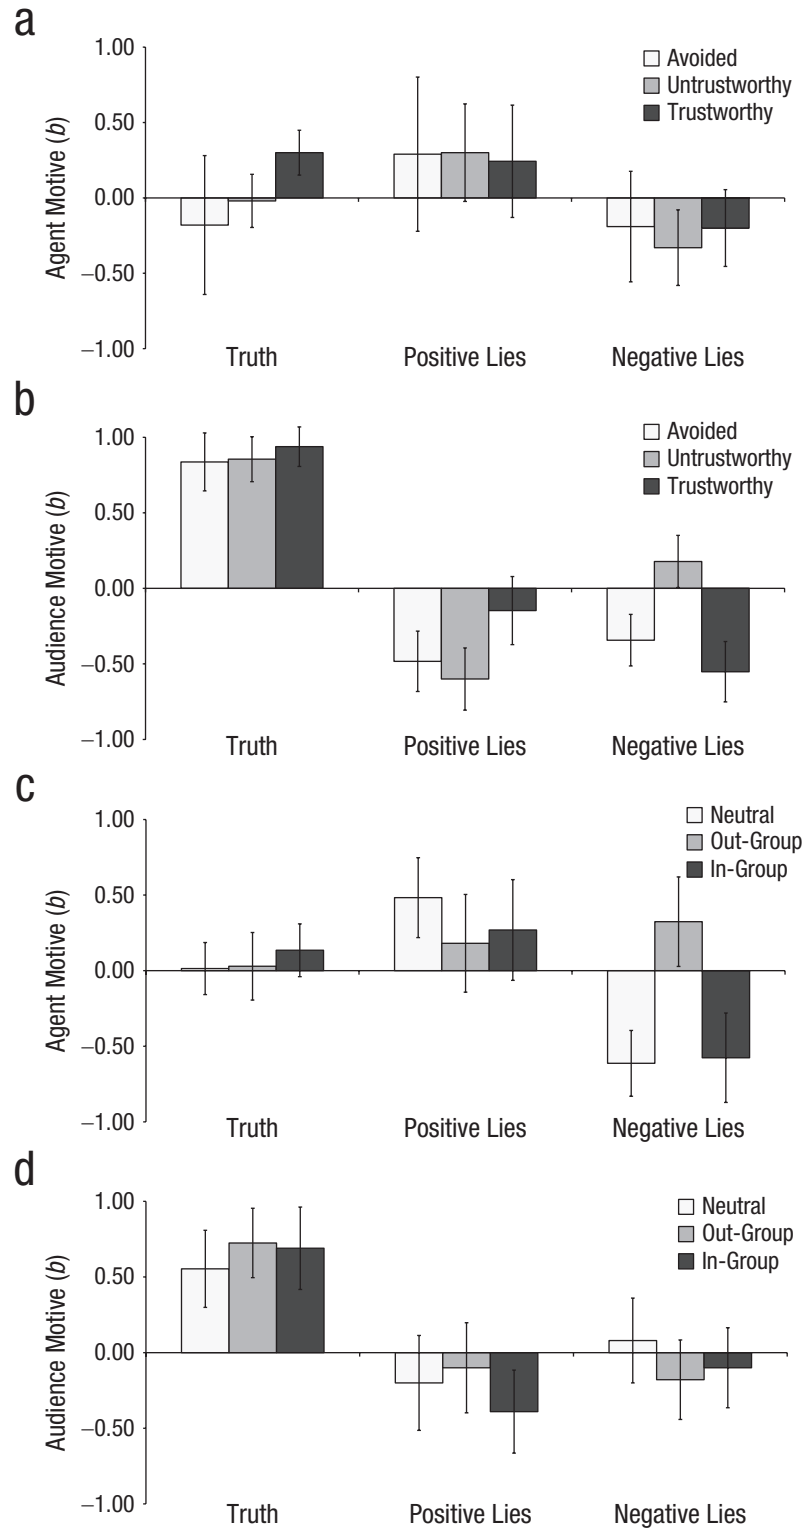 a
1.00
0.50
0.00
−0.50
−1.00
Agent Motive (b)
Avoided
Untrustworthy
Trustworthy
Truth
Positive Lies
Negative Lies
b
1.00
0.50
0.00
−0.50
−1.00
Audience Motive (b)
Avoided
Untrustworthy
Trustworthy
Truth
Positive Lies
Negative Lies
c
1.00
0.50
0.00
−0.50
−1.00
Agent Motive (b)
Neutral
Out-Group
In-Group
Truth
Positive Lies
Negative Lies
d
1.00
0.50
0.00
−0.50
−1.00
Audience Motive (b)
Neutral
Out-Group
In-Group
Truth
Positive Lies
Negative Lies